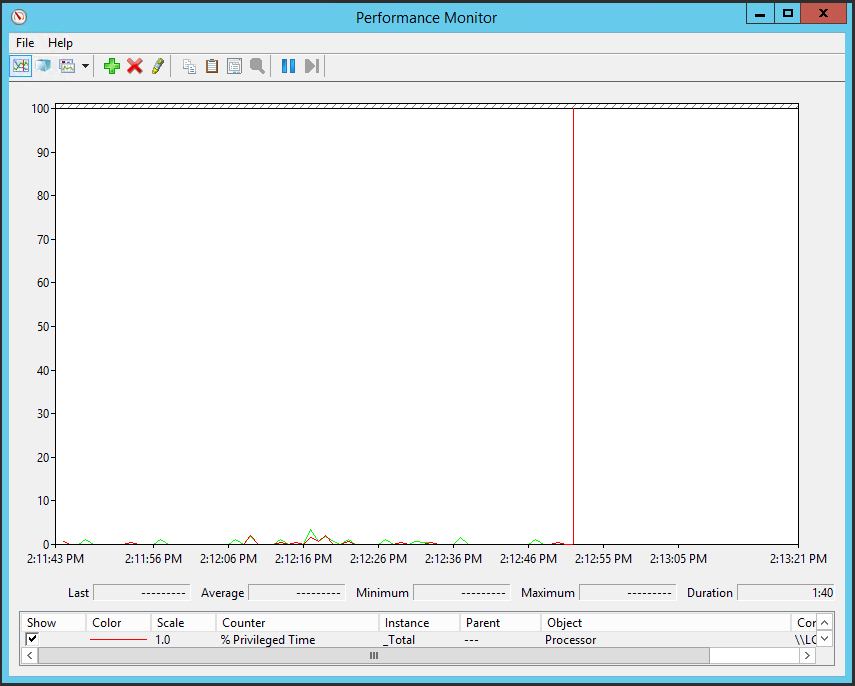 Performance Monitor
File Help
100
90
80
70
60
50
40
30
20
10
0
2:11:43 PM 2:11:56 PM 2:12:06 PM 2:12:16 PM 2:12:26 PM 2:12:36 PM 2:12:46 PM 2:12:55 PM 2:13:05 PM 2:13:21 PM
Last --------- Average --------- Minimum --------- Maximum --------- Duration 1:40
Show Color Scale Counter Instance Parent Object Cor
1.0 % Privileged Time _Total --- Processor \\LC